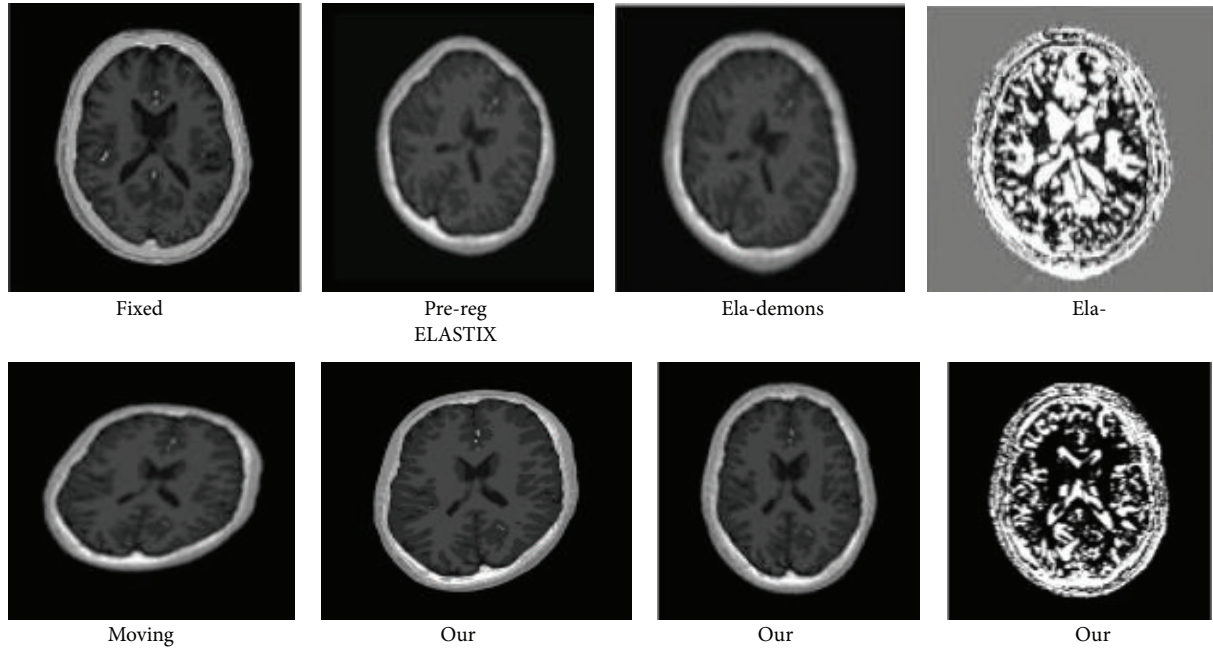 Fixed
Pre-reg
ELASTIX
Ela-demons
Ela-
Moving
Our
Our
Our